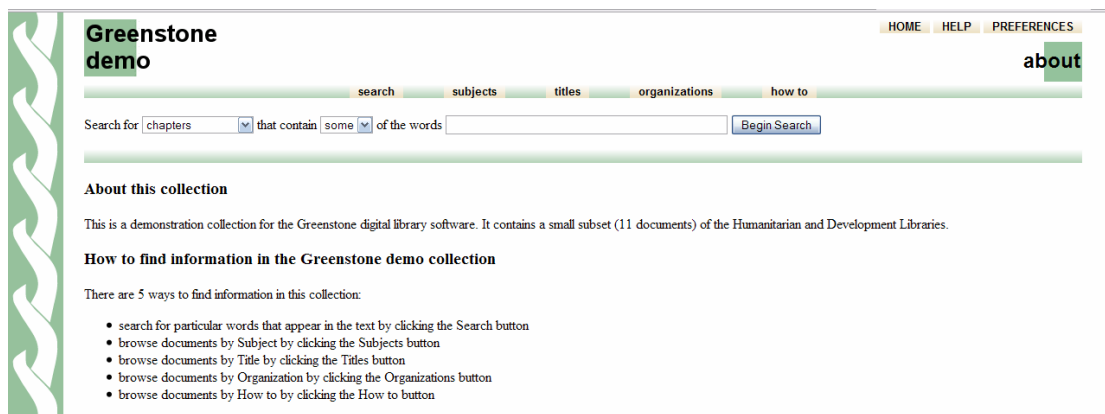 Greenstone
demo
HOME HELP PREFERENCES
about
search subjects titles organizations how to
Search for chapters that contain some of the words Begin Search
About this collection
This is a demonstration collection for the Greenstone digital library software. It contains a small subset (11 documents) of the Humanitarian and Development Libraries.
How to find information in the Greenstone demo collection
There are 5 ways to find information in this collection:
• search for particular words that appear in the text by clicking the Search button
• browse documents by Subject by clicking the Subjects button
• browse documents by Title by clicking the Titles button
• browse documents by Organization by clicking the Organizations button
• browse documents by How to by clicking the How to button